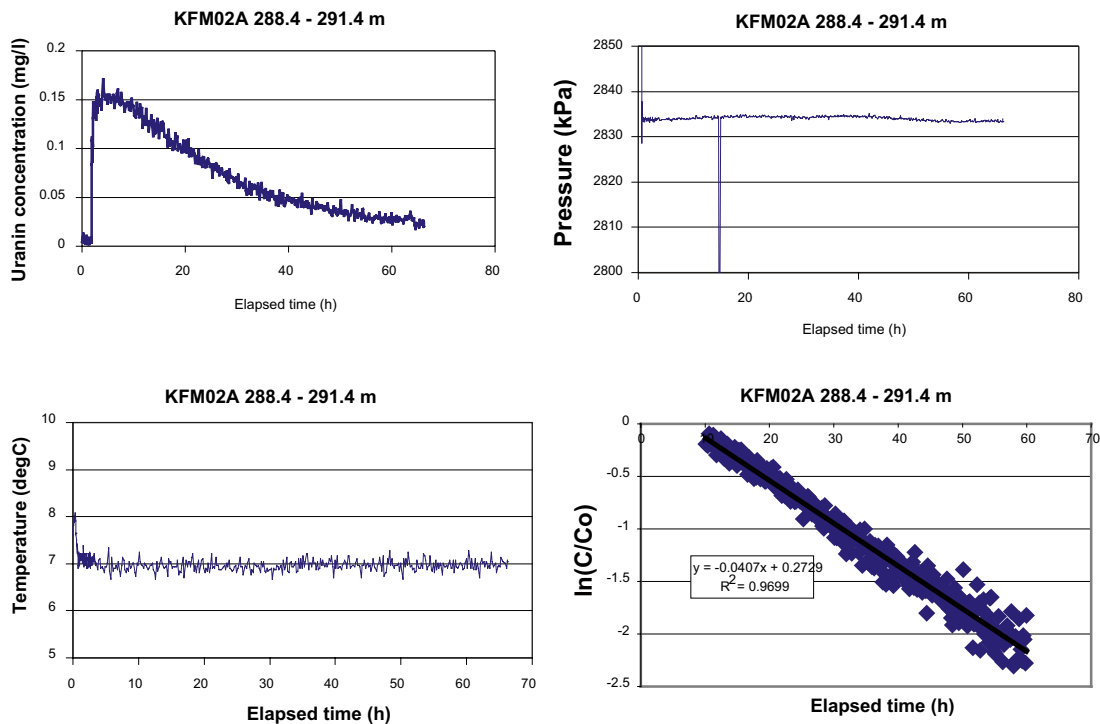 KFM02A 288.4 - 291.4 m
Uranin concentration (mg/l)
0.2
0.15
0.1
0.05
0
0 20 40 60 80
Elapsed time (h)
KFM02A 288.4 - 291.4 m
Pressure (kPa)
2850
2840
2830
2820
2810
2800
0 20 40 60 80
Elapsed time (h)
KFM02A 288.4 - 291.4 m
Temperature (degC)
10
9
8
7
6
5
0 10 20 30 40 50 60 70
Elapsed time (h)
KFM02A 288.4 - 291.4 m
ln(C/Co)
0
-0.5
-1
-1.5
-2
-2.5
0 10 20 30 40 50 60 70
y = -0.0407x + 0.2729
R2 = 0.9699
Elapsed time (h)